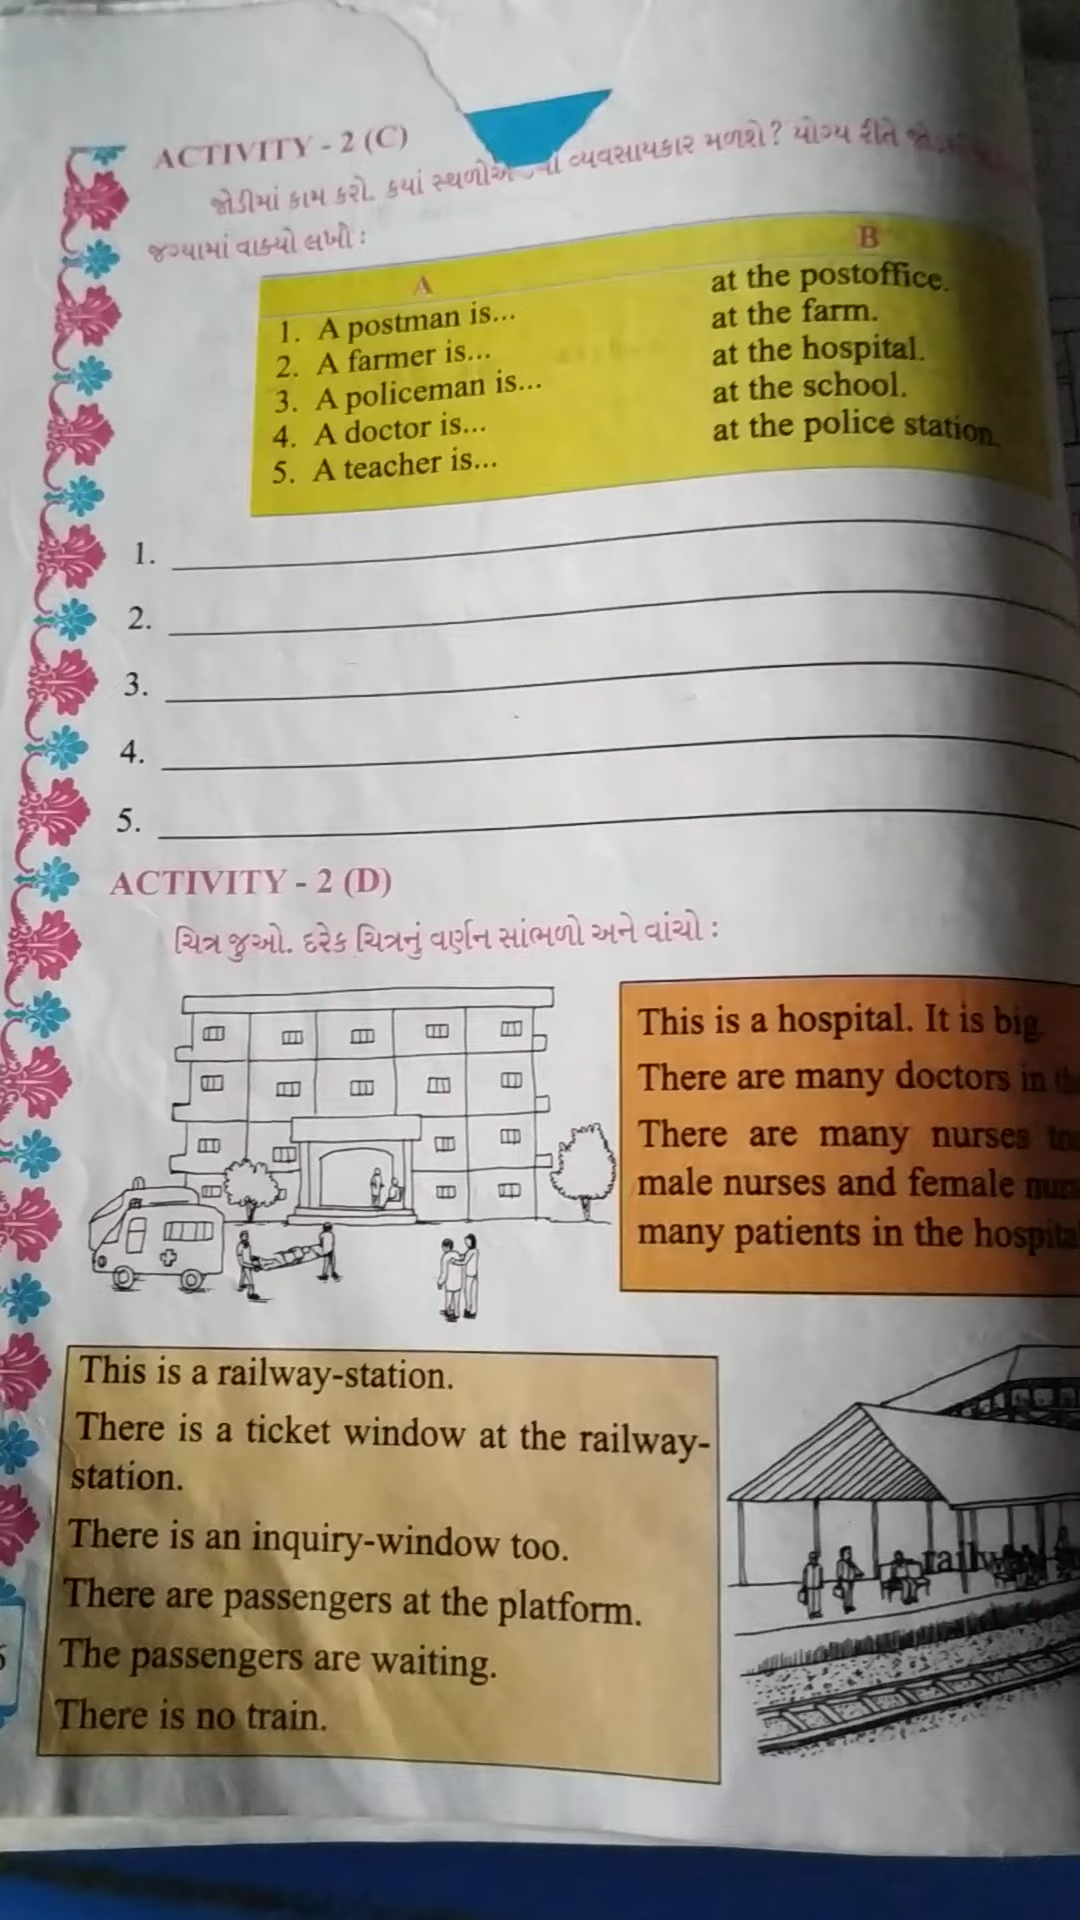 ACTIVITY - 2 (C)
જોડીમાં કામ કરો. કયાં સ્થળોએ વ્યવસાયકાર મળશે? યોગ્ય રીતે
જગ્યામાં વાક્યો લખો :
A
B
1. A postman is...
at the postoffice.
2. A farmer is...
at the farm.
3. A policeman is...
at the hospital.
4. A doctor is...
at the school.
5. A teacher is...
at the police station.
1.
2.
3.
4.
5.
ACTIVITY - 2 (D)
ચિત્ર જુઓ. દરેક ચિત્રનું વર્ણન સાંભળો અને વાંચો :
This is a hospital. It is big.
There are many doctors in
There are many nurses
male nurses and female
many patients in the
This is a railway-station.
There is a ticket window at the railway-
station.
There is an inquiry-window too.
There are passengers at the platform.
The passengers are waiting.
There is no train.